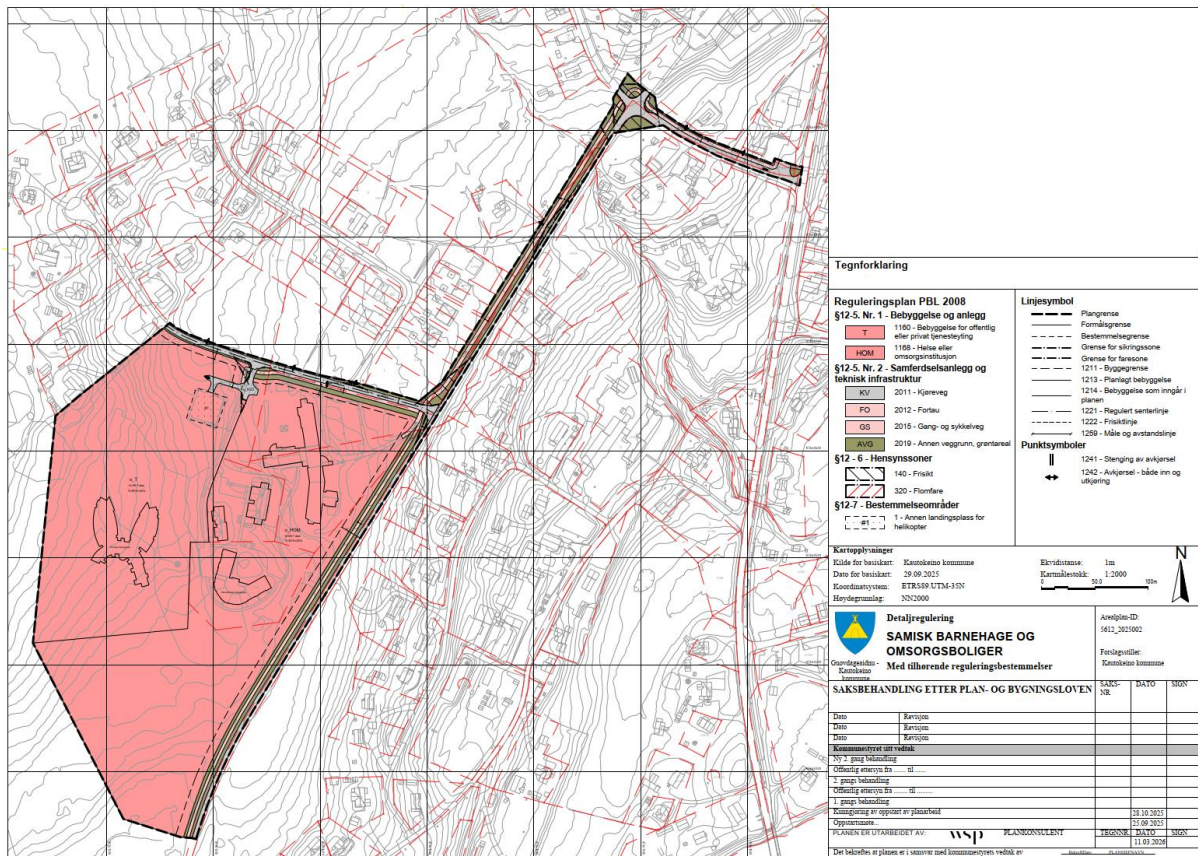 Tegnforklaring
Reguleringsplan PBL 2008
§12-5. Nr. 1 - Bebyggelse og anlegg
T
1160 - Bebyggelse for offentlig
eller privat tjenesteyting
HOM
1168 - Helse eller
omsorgsinstitusjon
§12-5. Nr. 2 - Samferdselsanlegg og
teknisk infrastruktur
KV
2011 - Kjøreveg
FO
2012 - Fortau
GS
2015 - Gang- og sykkelveg
AVG
2019 - Annen veggrunn, grøntareal
§12 - 6 - Hensynssoner
140 - Frisikt
320 - Flomfare
§12-7 - Bestemmelseområder
#1
1 - Annen landingsplass for
helikopter
Linjesymbol
Plangrense
Formålsgrense
Bestemmelsegrense
Grense for sikringssone
Grense for faresone
1211 - Byggegrense
1213 - Planlagt bebyggelse
1214 - Bebyggelse som inngår i
planen
1221 - Regulert senterlinje
1222 - Frisiktlinje
1259 - Måle og avstandslinje
Punktsymboler
1241 - Stenging av avkjørsel
1242 - Avkjørsel - både inn og
utkjøring
Kartopplysninger
Kilde for basiskart: Kautokeino kommune
Dato for basiskart: 29.09.2025
Koordinatsystem: ETRS89.UTM-35N
Høydegrunnlag: NN2000
Ekvidistanse: 1m
Kartmålestokk: 1:2000
0 50.0 100m
N
Detaljregulering
SAMISK BARNEHAGE OG
OMSORGSBOLIGER
Med tilhørende reguleringsbestemmelser
Guovdageainnu -
Kautokeino
kommune
Arealplan-ID:
5612_2025002
Forslagsstiller:
Kautokeino kommune
SAKSBEHANDLING ETTER PLAN- OG BYGNINGSLOVEN
SAKS-
NR
DATO
SIGN
Dato Revisjon
Dato Revisjon
Dato Revisjon
Kommunestyret sitt vedtak
Ny 2. gang behandling
Offentlig ettersyn fra ...... til ......
2. gangs behandling
Offentlig ettersyn fra ....... til ........
1. gangs behandling
Kunngjøring av oppstart av planarbeid 28.10.2025
Oppstartsmøte... 25.09.2025
PLANEN ER UTARBEIDET AV: wsp PLANKONSULENT
TEGNNR. DATO SIGN
11.03.2026
Det bekreftes at planen er i samsvar med kommunestyrets vedtak av